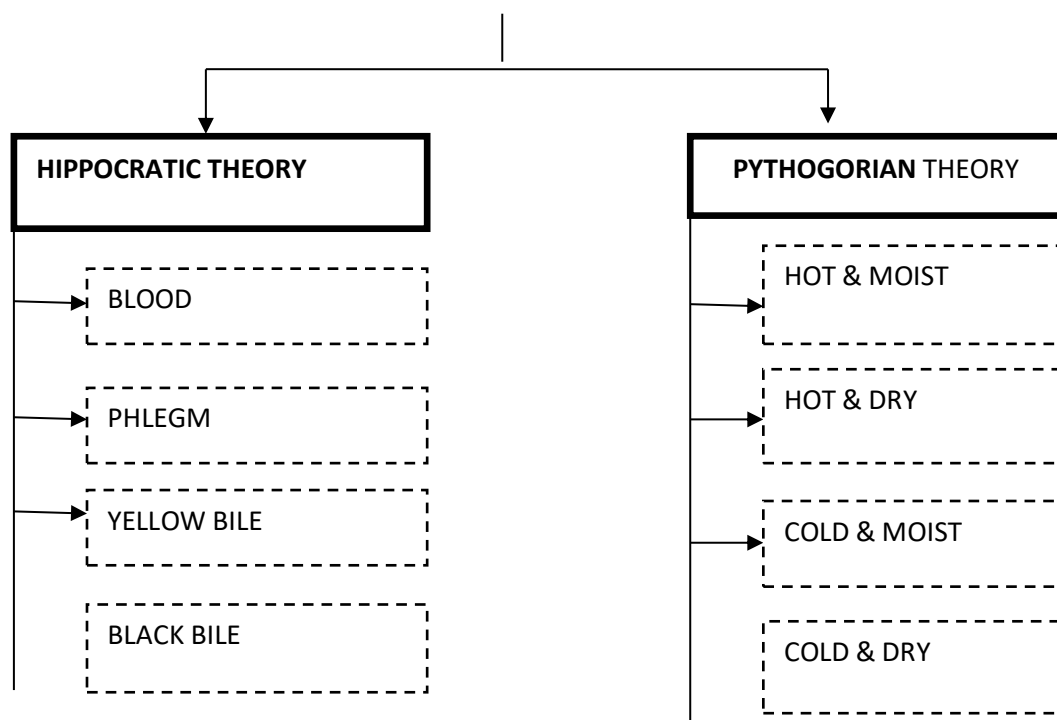 HIPPOCRATIC THEORY
BLOOD
PHLEGM
YELLOW BILE
BLACK BILE
PYTHOGORIAN THEORY
HOT & MOIST
HOT & DRY
COLD & MOIST
COLD & DRY